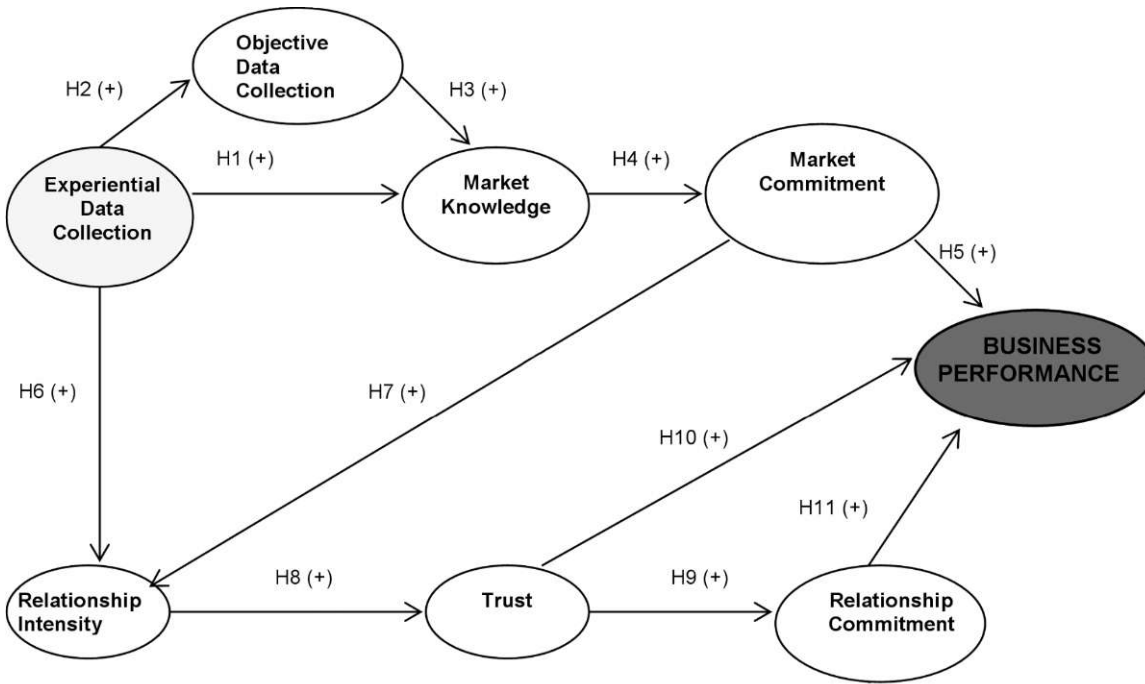 Objective
Data
Collection
H2 (+)
H3 (+)
H1 (+)
H4 (+)
Market
Commitment
Experiential
Data
Collection
Market
Knowledge
H5 (+)
BUSINESS
PERFORMANCE
H6 (+)
H7 (+)
H10 (+)
H11 (+)
H8 (+)
H9 (+)
Relationship
Intensity
Trust
Relationship
Commitment